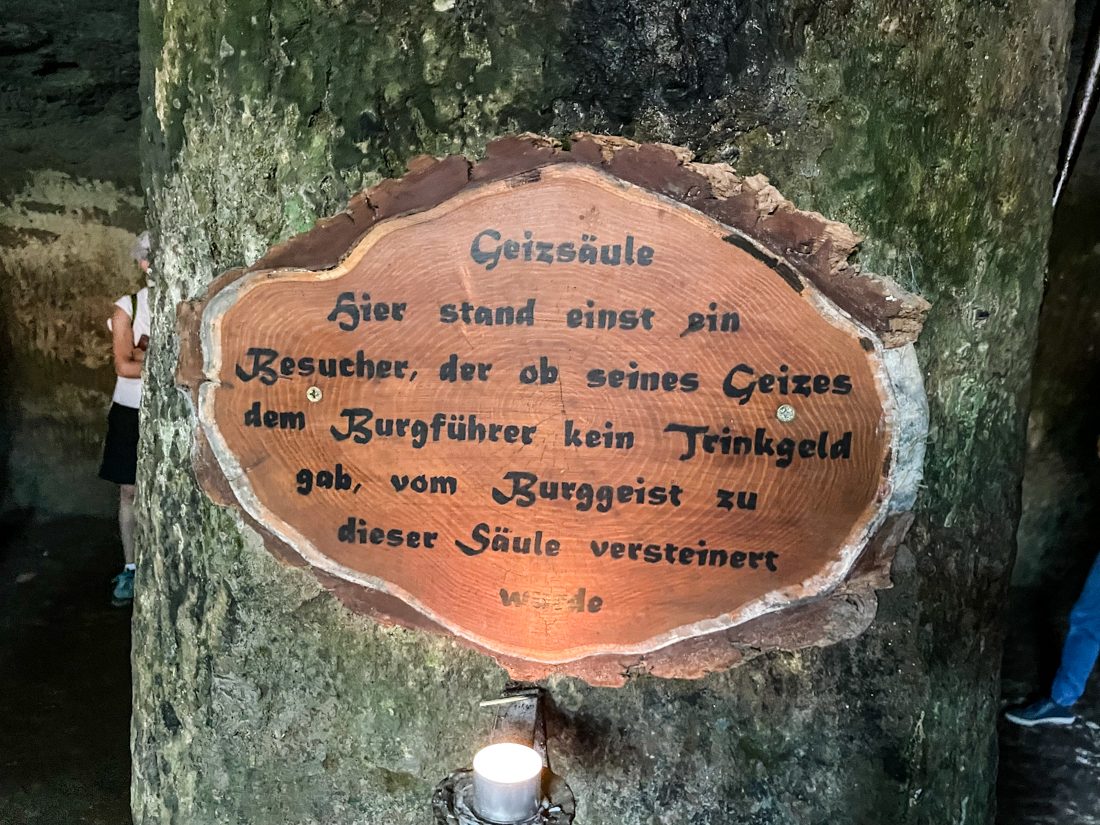 Geizsäule
Hier stand einst ein
Besucher, der ob seines Geizes
dem Burgführer kein Trinkgeld
gab, vom Burggeist zu
dieser Säule versteinert
wurde